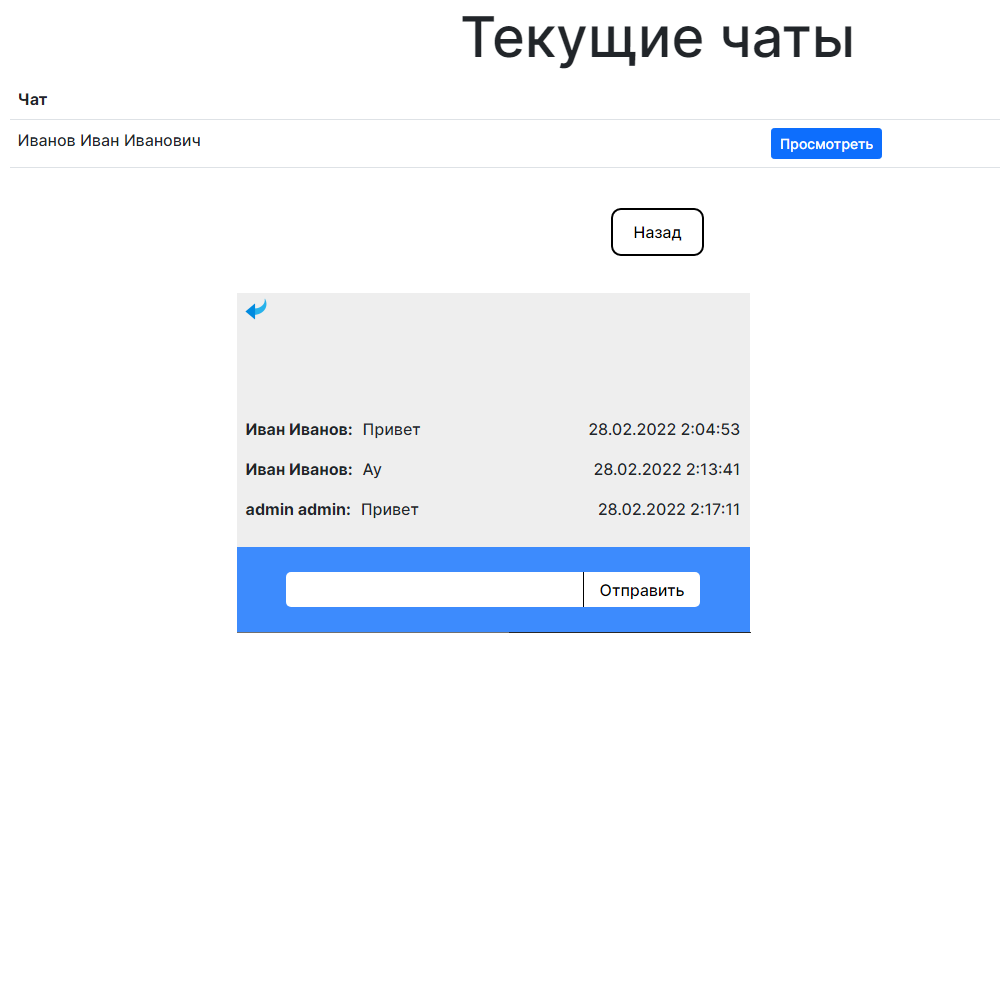 Текущие чаты
Чат
Иванов Иван Иванович Просмотреть
Назад
Иван Иванов: Привет 28.02.2022 2:04:53
Иван Иванов: Ау 28.02.2022 2:13:41
admin admin: Привет 28.02.2022 2:17:11
Отправить